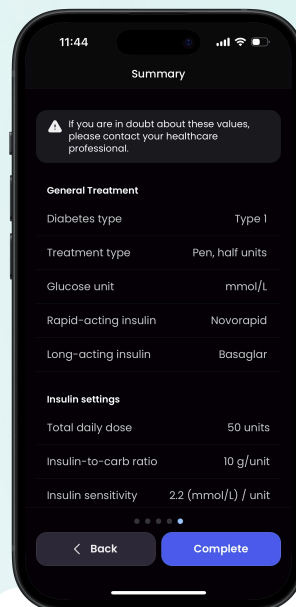 11:44
Summary
If you are in doubt about these values,
please contact your healthcare
professional.
General Treatment
Diabetes type Type 1
Treatment type Pen, half units
Glucose unit mmol/L
Rapid-acting insulin Novorapid
Long-acting insulin Basaglar
Insulin settings
Total daily dose 50 units
Insulin-to-carb ratio 10 g/unit
Insulin sensitivity 2.2 (mmol/L) / unit
Back Complete